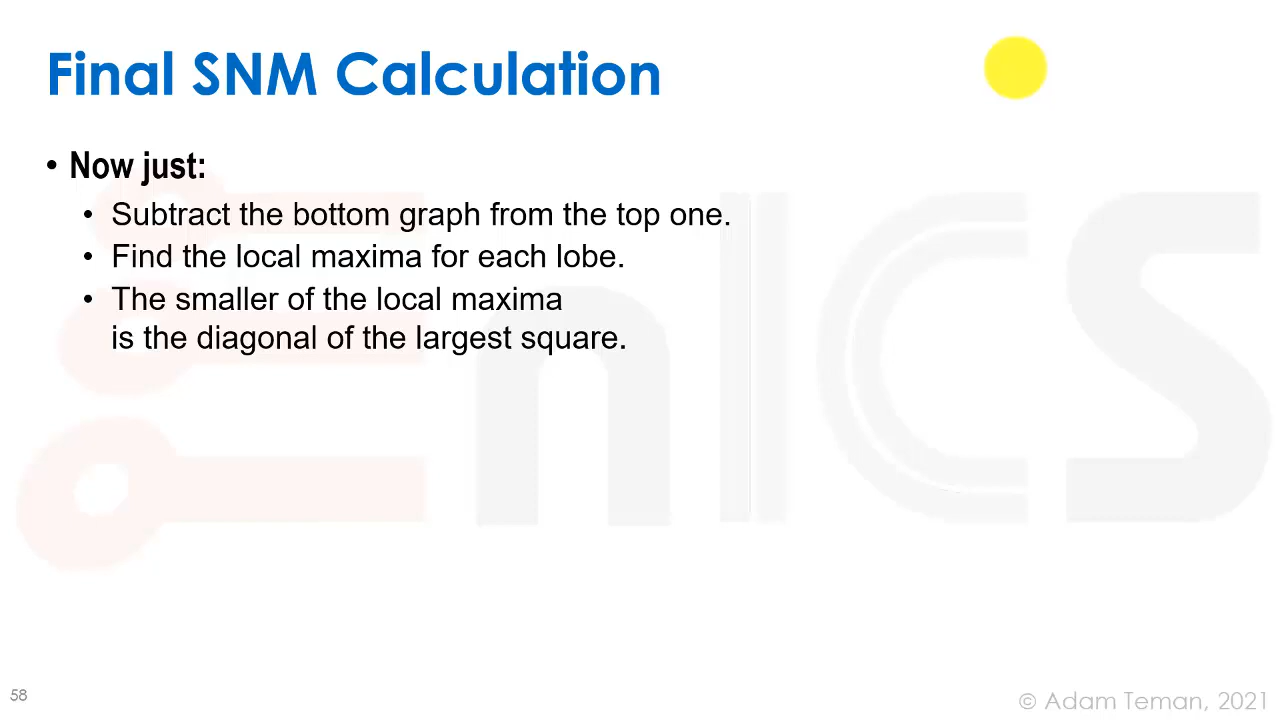 Final SNM Calculation
• Now just:
• Subtract the bottom graph from the top one.
• Find the local maxima for each lobe.
• The smaller of the local maxima
is the diagonal of the largest square.
enICS
58
© Adam Teman, 2021